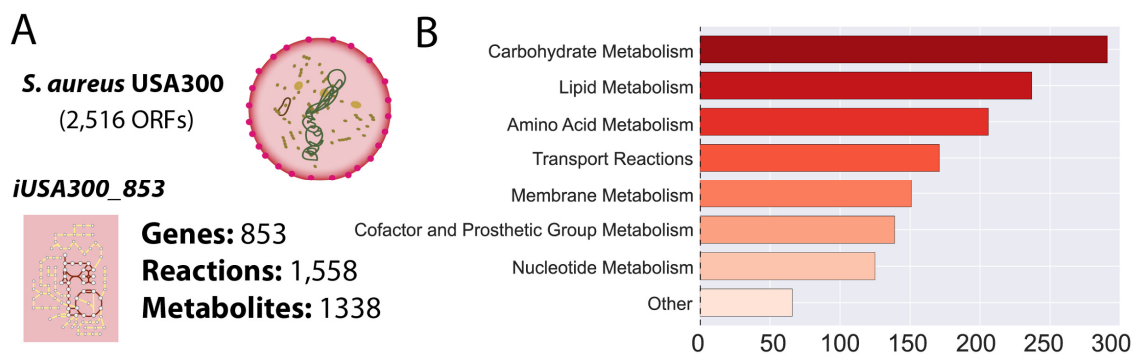 A
S. aureus USA300
(2,516 ORFs)
iUSA300_853
Genes: 853
Reactions: 1,558
Metabolites: 1338
B
Carbohydrate Metabolism
Lipid Metabolism
Amino Acid Metabolism
Transport Reactions
Membrane Metabolism
Cofactor and Prosthetic Group Metabolism
Nucleotide Metabolism
Other
0 50 100 150 200 250 300